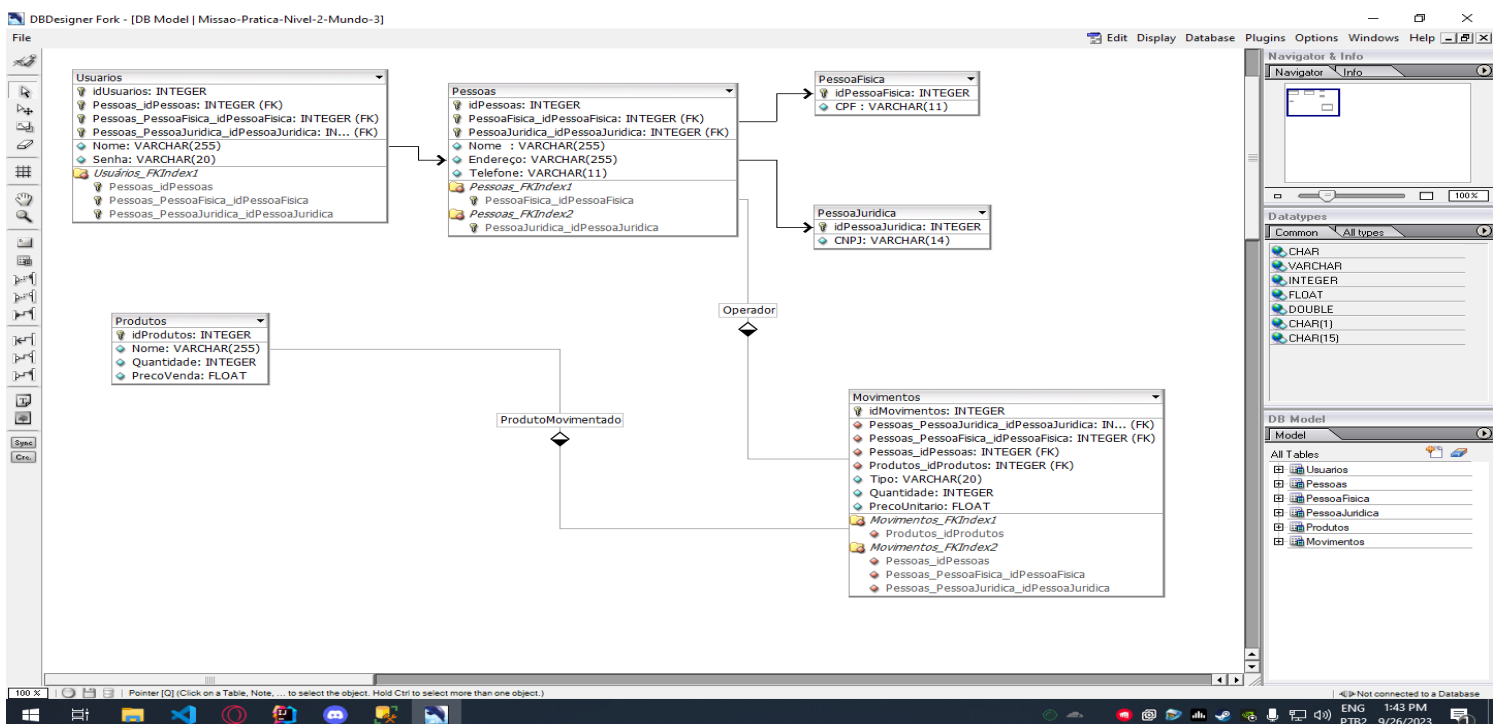 DBDesigner Fork - [DB Model | Missao-Pratica-Nivel-2-Mundo-3]
File
Edit Display Database Plugins Options Windows Help
Usuarios
idUsuarios: INTEGER
Pessoas_idPessoas: INTEGER (FK)
Pessoas_PessoaFisica_idPessoaFisica: INTEGER (FK)
Pessoas_PessoaJuridica_idPessoaJuridica: IN... (FK)
Nome: VARCHAR(255)
Senha: VARCHAR(20)
Usuários_FKIndex1
Pessoas_idPessoas
Pessoas_PessoaFisica_idPessoaFisica
Pessoas_PessoaJuridica_idPessoaJuridica
Pessoas
idPessoas: INTEGER
PessoaFisica_idPessoaFisica: INTEGER (FK)
PessoaJuridica_idPessoaJuridica: INTEGER (FK)
Nome : VARCHAR(255)
Endereço: VARCHAR(255)
Telefone: VARCHAR(11)
Pessoas_FKIndex1
PessoaFisica_idPessoaFisica
Pessoas_FKIndex2
PessoaJuridica_idPessoaJuridica
PessoaFisica
idPessoaFisica: INTEGER
CPF : VARCHAR(11)
PessoaJuridica
idPessoaJuridica: INTEGER
CNPJ: VARCHAR(14)
Operador
Produtos
idProdutos: INTEGER
Nome: VARCHAR(255)
Quantidade: INTEGER
PrecoVenda: FLOAT
ProdutoMovimentado
Movimentos
idMovimentos: INTEGER
Pessoas_PessoaJuridica_idPessoaJuridica: IN... (FK)
Pessoas_PessoaFisica_idPessoaFisica: INTEGER (FK)
Pessoas_idPessoas: INTEGER (FK)
Produtos_idProdutos: INTEGER (FK)
Tipo: VARCHAR(20)
Quantidade: INTEGER
PrecoUnitario: FLOAT
Movimentos_FKIndex1
Produtos_idProdutos
Movimentos_FKIndex2
Pessoas_idPessoas
Pessoas_PessoaFisica_idPessoaFisica
Pessoas_PessoaJuridica_idPessoaJuridica
Navigator & Info
Navigator Info
100%
Datatypes
Common All types
CHAR
VARCHAR
INTEGER
FLOAT
DOUBLE
CHAR(1)
CHAR(15)
DB Model
Model
All Tables
Usuarios
Pessoas
PessoaFisica
PessoaJuridica
Produtos
Movimentos
Sync
Cre.
100 % Pointer [Q] (Click on a Table, Note, ... to select the object. Hold Ctrl to select more than one object.)
Not connected to a Database
ENG 1:43 PM
PTB2 9/26/2023